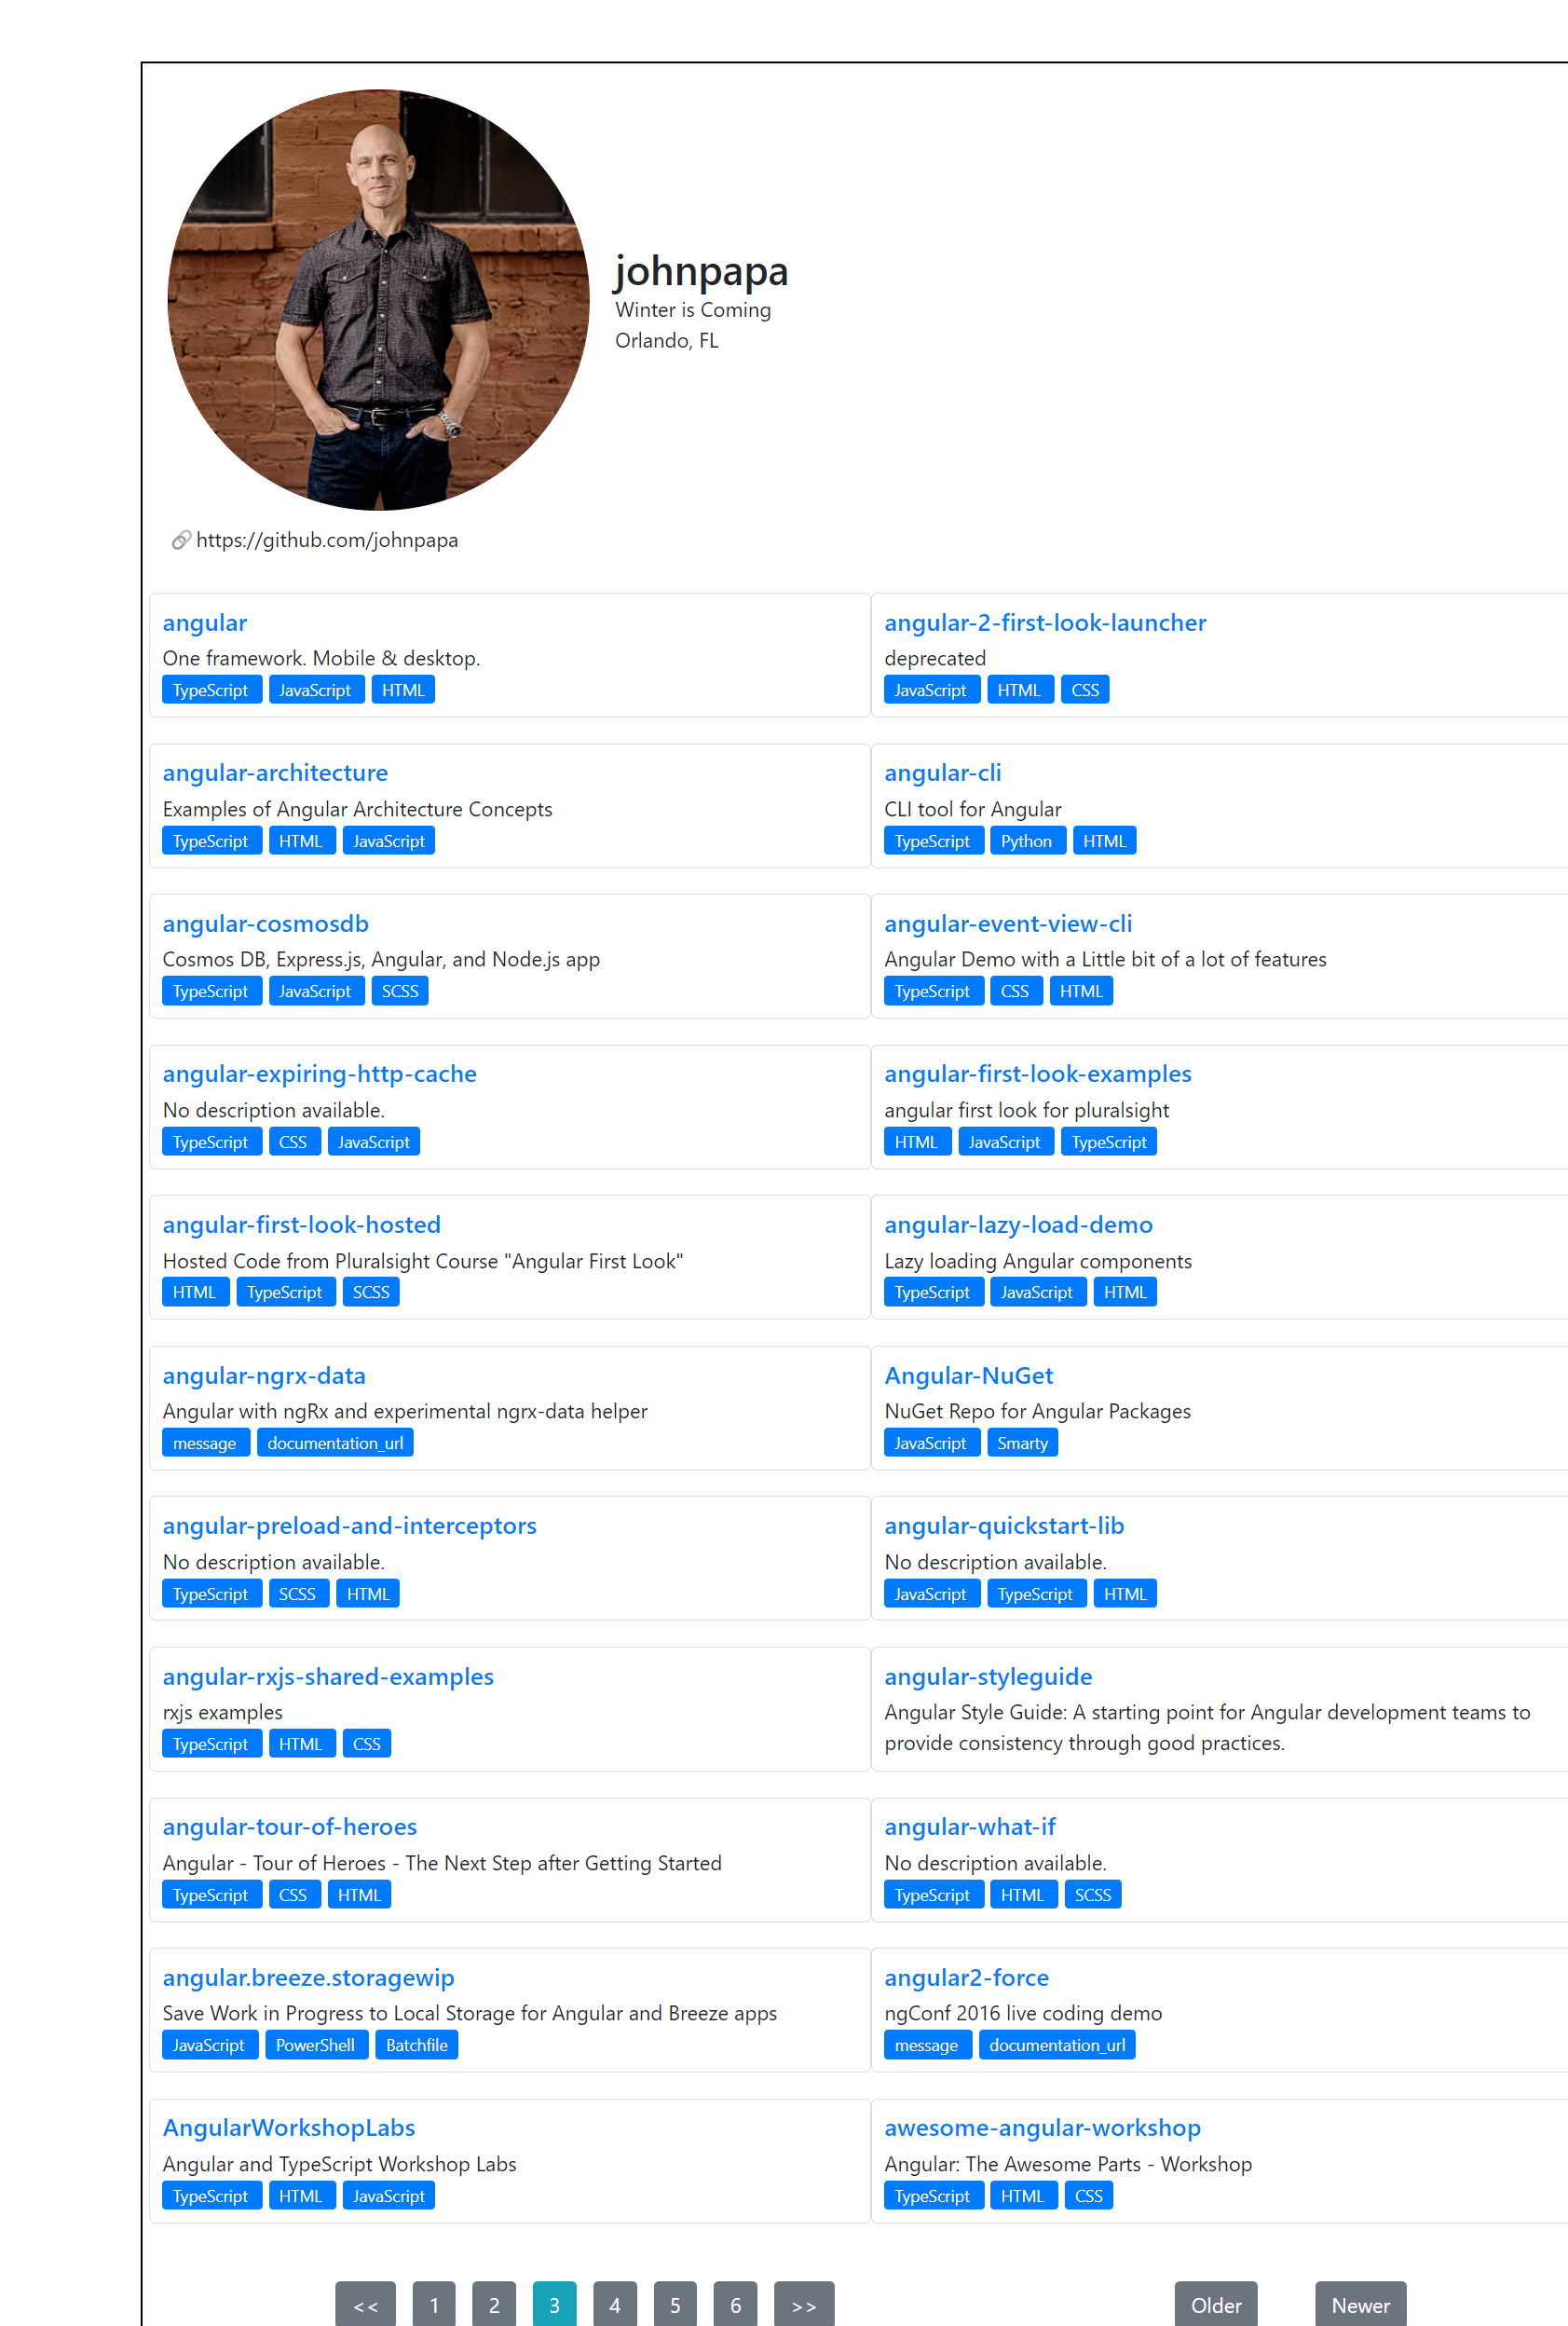 johnpapa
Winter is Coming
Orlando, FL
https://github.com/johnpapa
angular
One framework. Mobile & desktop.
TypeScript JavaScript HTML
angular-2-first-look-launcher
deprecated
JavaScript HTML CSS
angular-architecture
Examples of Angular Architecture Concepts
TypeScript HTML JavaScript
angular-cli
CLI tool for Angular
TypeScript Python HTML
angular-cosmosdb
Cosmos DB, Express.js, Angular, and Node.js app
TypeScript JavaScript SCSS
angular-event-view-cli
Angular Demo with a Little bit of a lot of features
TypeScript CSS HTML
angular-expiring-http-cache
No description available.
TypeScript CSS JavaScript
angular-first-look-examples
angular first look for pluralsight
HTML JavaScript TypeScript
angular-first-look-hosted
Hosted Code from Pluralsight Course "Angular First Look"
HTML TypeScript SCSS
angular-lazy-load-demo
Lazy loading Angular components
TypeScript JavaScript HTML
angular-ngrx-data
Angular with ngRx and experimental ngrx-data helper
message documentation_url
Angular-NuGet
NuGet Repo for Angular Packages
JavaScript Smarty
angular-preload-and-interceptors
No description available.
TypeScript SCSS HTML
angular-quickstart-lib
No description available.
JavaScript TypeScript HTML
angular-rxjs-shared-examples
rxjs examples
TypeScript HTML CSS
angular-styleguide
Angular Style Guide: A starting point for Angular development teams to
provide consistency through good practices.
angular-tour-of-heroes
Angular - Tour of Heroes - The Next Step after Getting Started
TypeScript CSS HTML
angular-what-if
No description available.
TypeScript HTML SCSS
angular.breeze.storagewip
Save Work in Progress to Local Storage for Angular and Breeze apps
JavaScript PowerShell Batchfile
angular2-force
ngConf 2016 live coding demo
message documentation_url
AngularWorkshopLabs
Angular and TypeScript Workshop Labs
TypeScript HTML JavaScript
awesome-angular-workshop
Angular: The Awesome Parts - Workshop
TypeScript HTML CSS
<< 1 2 3 4 5 6 >> Older Newer